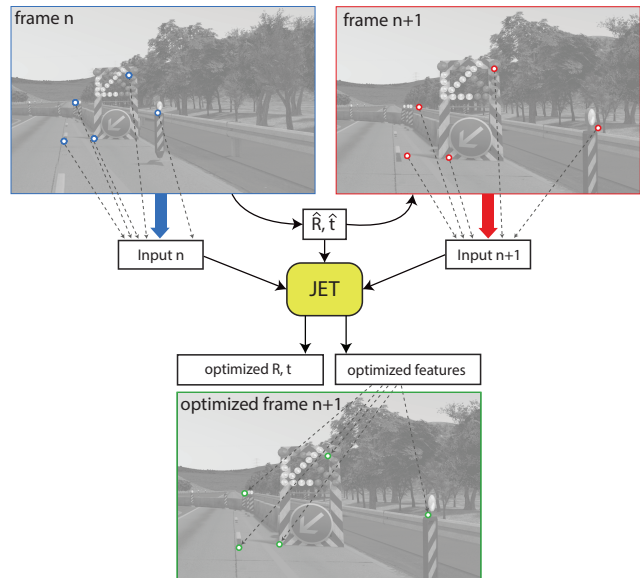 frame n
frame n+1
R̂, t̂
Input n
Input n+1
JET
optimized R, t
optimized features
optimized frame n+1